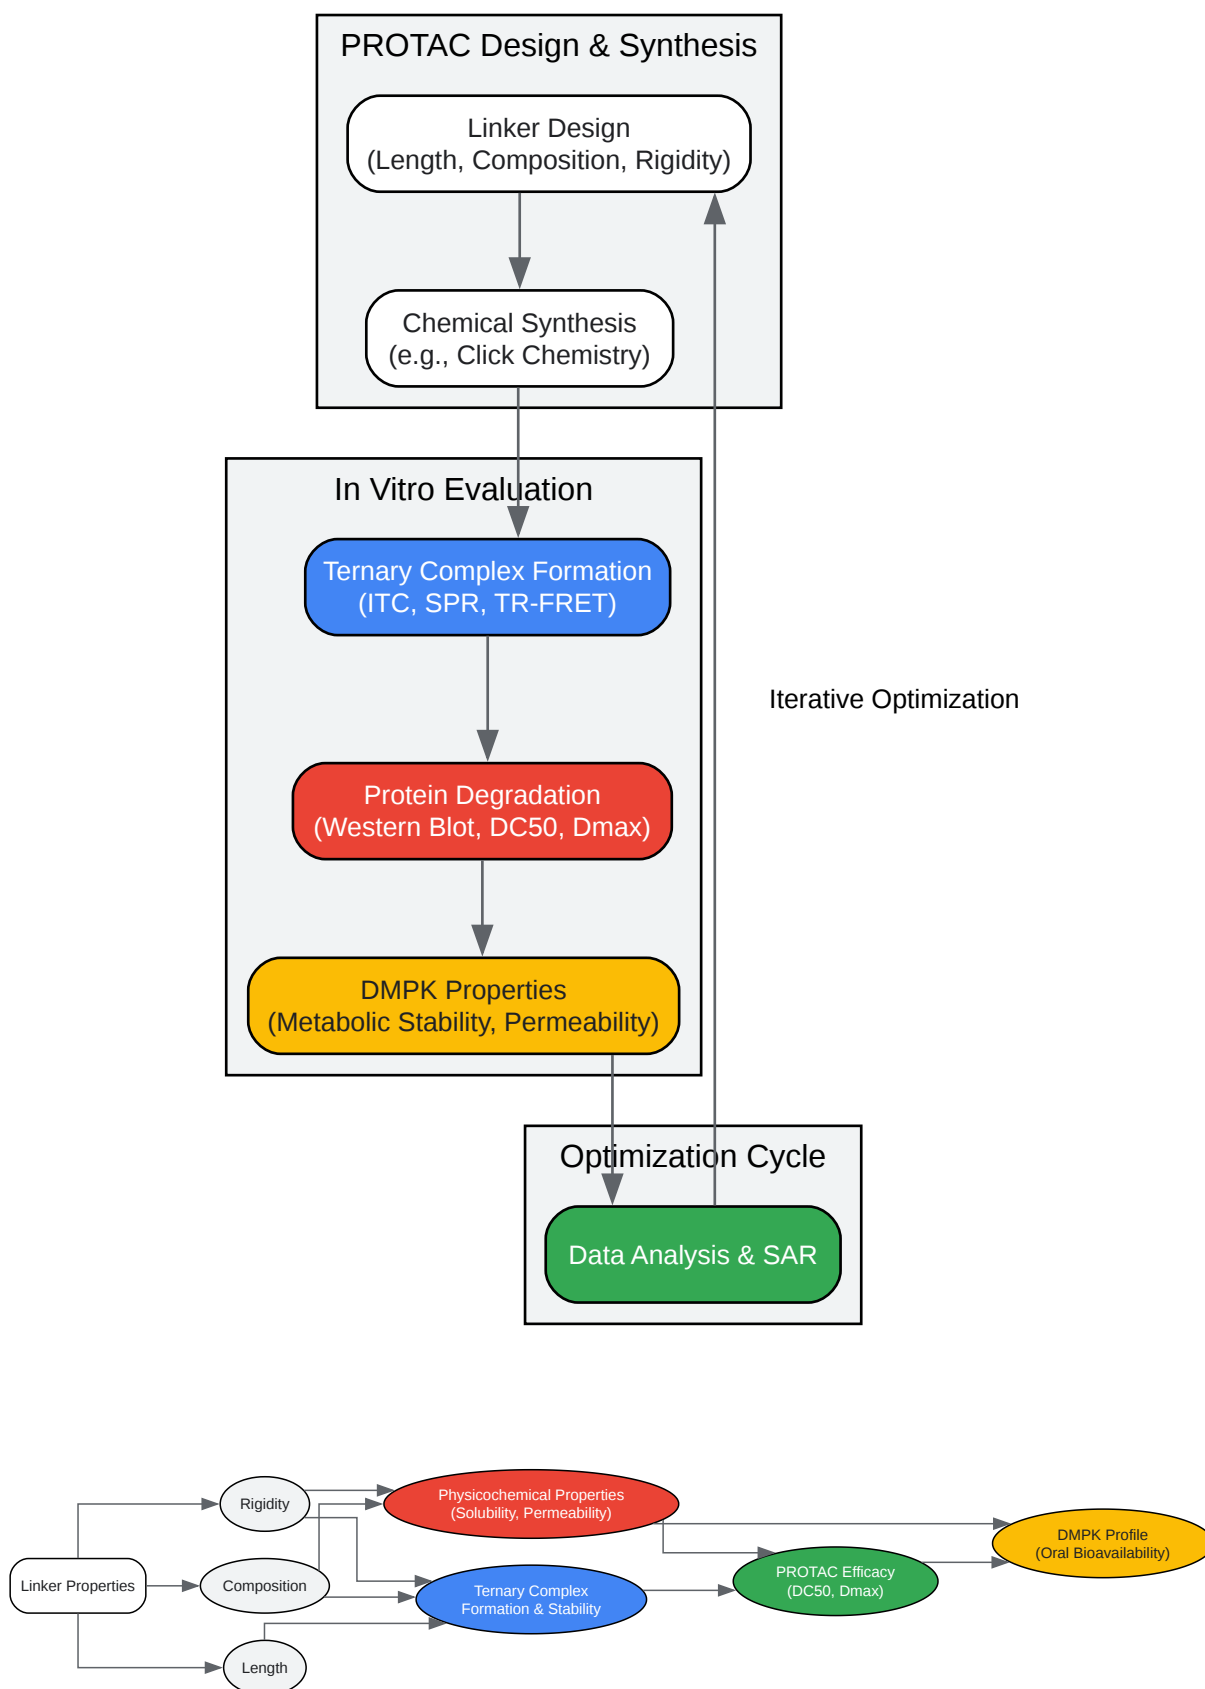 PROTAC Design & Synthesis
Linker Design
(Length, Composition, Rigidity)
Chemical Synthesis
(e.g., Click Chemistry)
In Vitro Evaluation
Ternary Complex Formation
(ITC, SPR, TR-FRET)
Iterative Optimization
Protein Degradation
(Western Blot, DC50, Dmax)
DMPK Properties
(Metabolic Stability, Permeability)
Optimization Cycle
Data Analysis & SAR
Linker Properties
Rigidity
Composition
Length
Physicochemical Properties
(Solubility, Permeability)
Ternary Complex
Formation & Stability
PROTAC Efficacy
(DC50, Dmax)
DMPK Profile
(Oral Bioavailability)